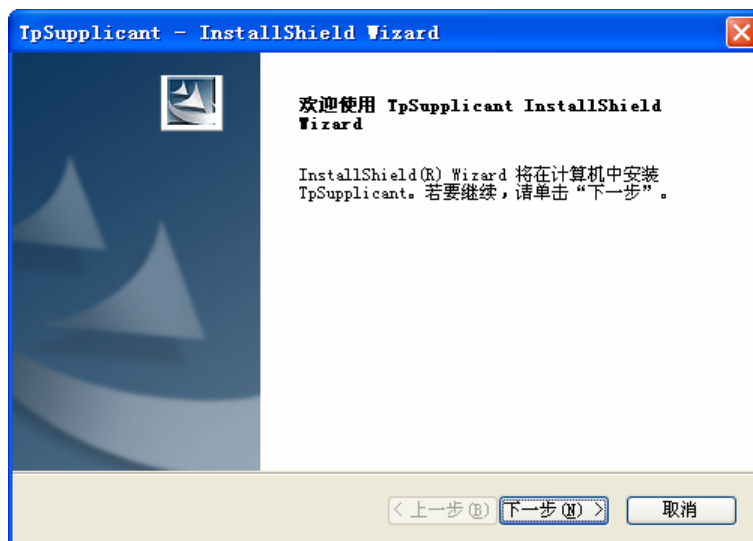 TpSupplicant - InstallShield Wizard
欢迎使用 TpSupplicant InstallShield
Wizard
InstallShield(R) Wizard 将在计算机中安装
TpSupplicant。若要继续，请单击“下一步”。
< 上一步(B) 下一步(N) > 取消